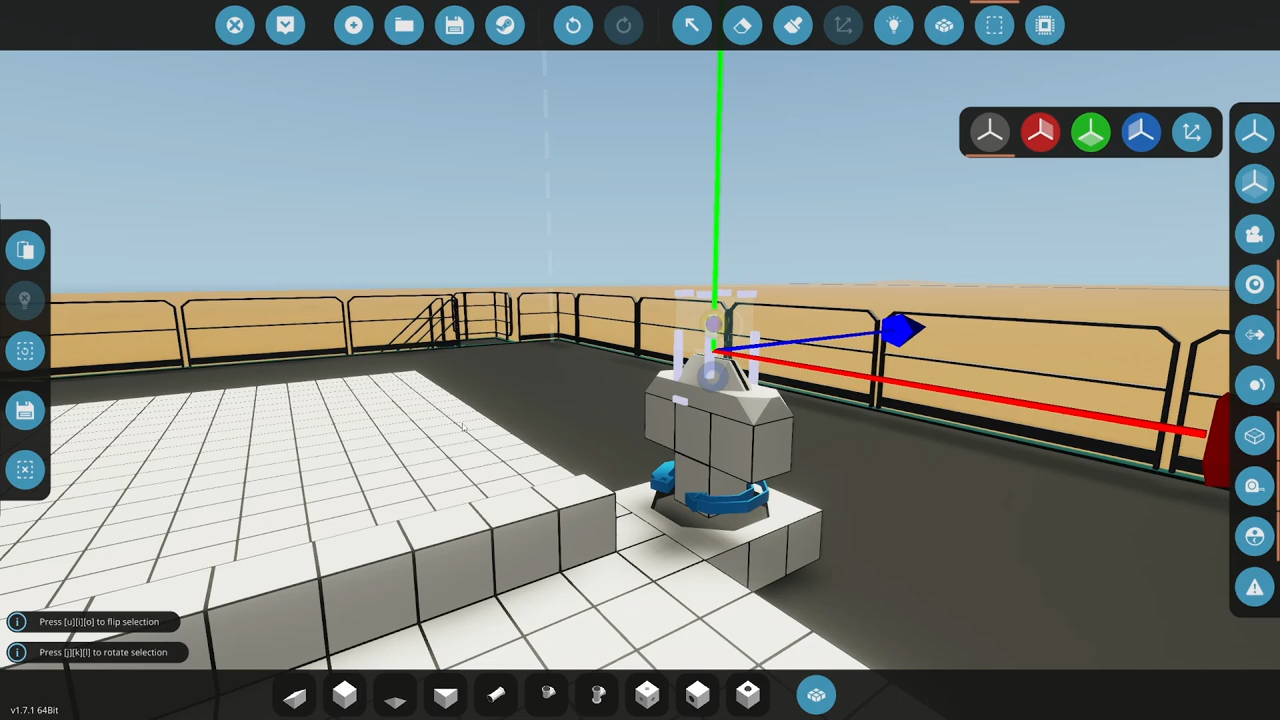 Press [u][i][o] to flip selection
Press [j][k][l] to rotate selection
v1.7.1 64Bit